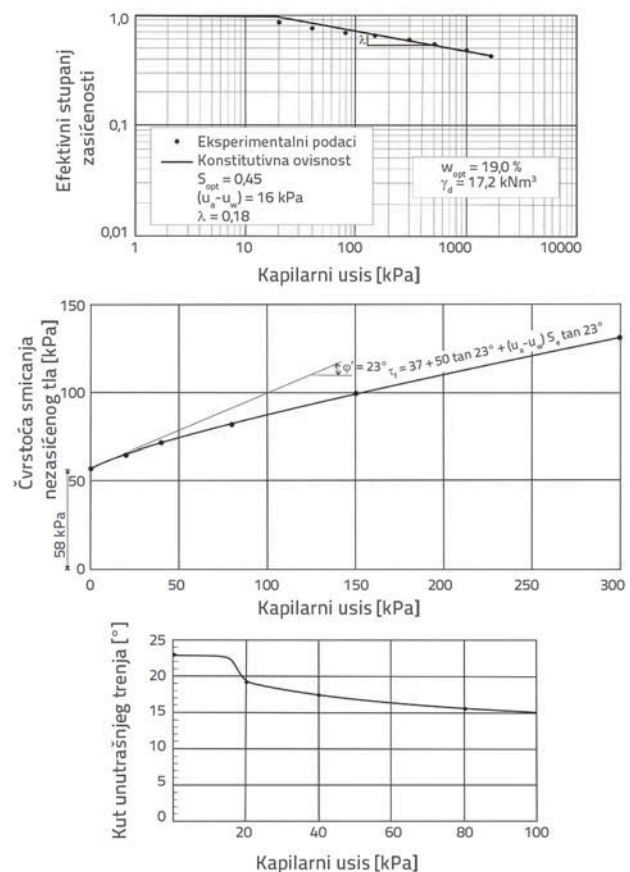 1,0
0,1
0,01
1
10
100
1000
10000
Efektivni stupanj
zasićenosti
λ
• Eksperimentalni podaci
— Konstitutivna ovisnost
S_opt = 0,45
(u_a-u_w) = 16 kPa
λ = 0,18
w_opt = 19,0 %
γ_d = 17,2 kNm³
Kapilarni usis [kPa]
150
100
50
0
Čvrstoća smicanja
nezasićenog tla [kPa]
58 kPa
φ' = 23°
τ_f = 37 + 50 tan 23° + (u_a-u_w) S_e tan 23°
0
50
100
150
200
250
300
Kapilarni usis [kPa]
25
20
15
10
5
0
Kut unutrašnjeg trenja [°]
20
40
60
80
100
Kapilarni usis [kPa]